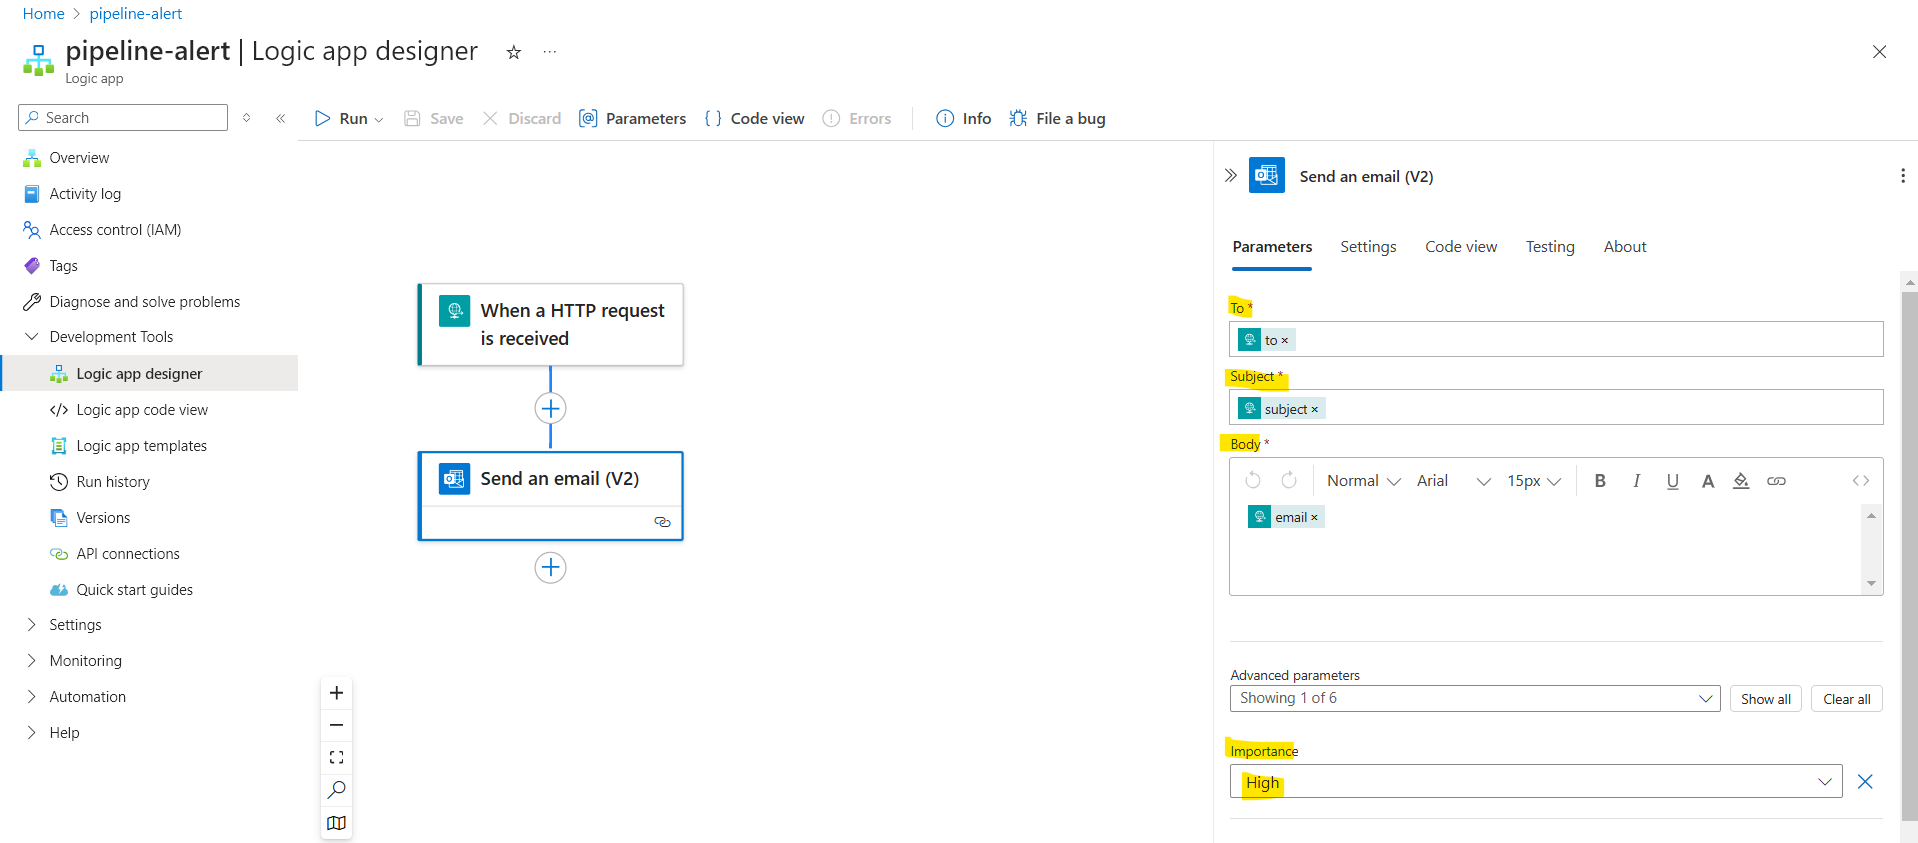 Home > pipeline-alert
pipeline-alert | Logic app designer
Logic app
Search
Run
Save
Discard
Parameters
Code view
Errors
Info
File a bug
Overview
Activity log
Access control (IAM)
Tags
Diagnose and solve problems
Development Tools
Logic app designer
Logic app code view
Logic app templates
Run history
Versions
API connections
Quick start guides
Settings
Monitoring
Automation
Help
When a HTTP request
is received
Send an email (V2)
Send an email (V2)
Parameters
Settings
Code view
Testing
About
To *
to ×
Subject *
subject ×
Body *
Normal
Arial
15px
B
I
U
A
email ×
Advanced parameters
Showing 1 of 6
Show all
Clear all
Importance
High